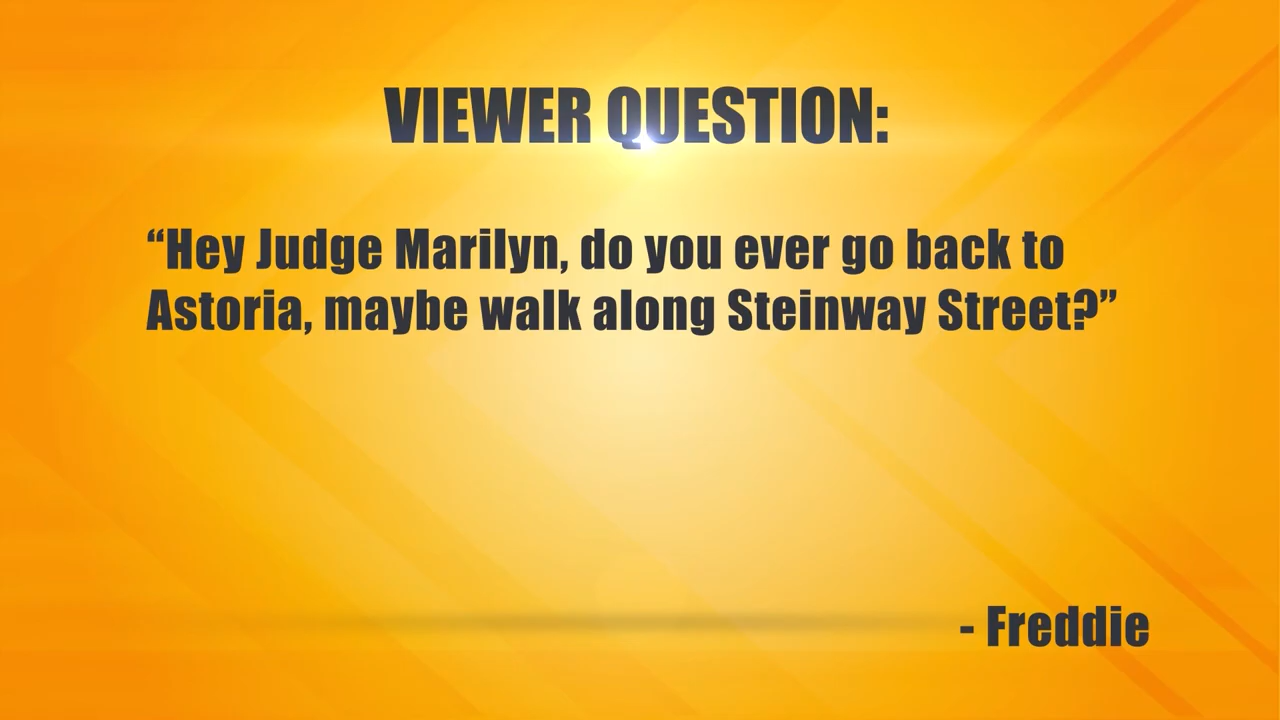 VIEWER QUESTION:
“Hey Judge Marilyn, do you ever go back to
Astoria, maybe walk along Steinway Street?”
- Freddie